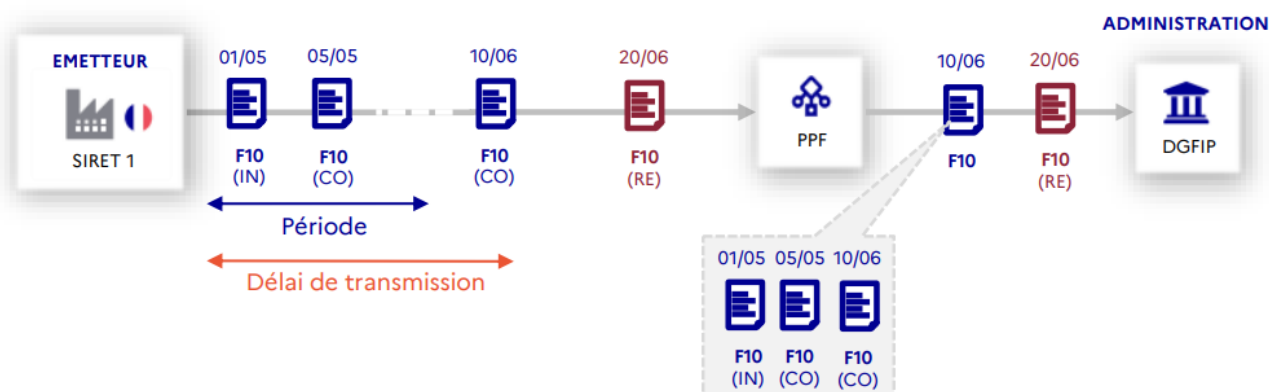 ADMINISTRATION
EMETTEUR
SIRET 1
01/05
05/05
10/06
20/06
F10
(IN)
F10
(CO)
F10
(CO)
F10
(RE)
Période
Délai de transmission
PPF
10/06
20/06
F10
F10
(RE)
DGFIP
01/05 05/05 10/06
F10 F10 F10
(IN) (CO) (CO)